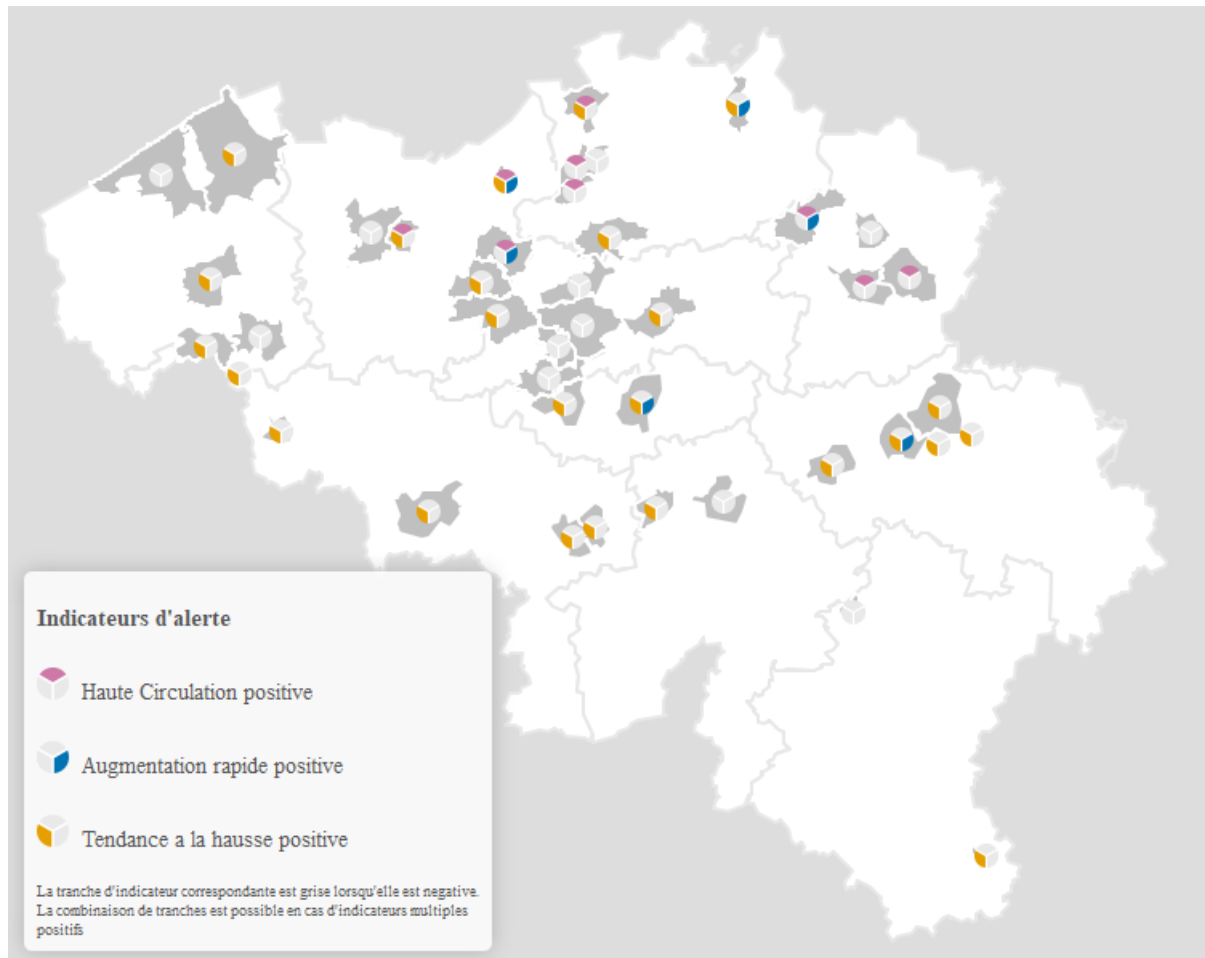 Indicateurs d'alerte
Haute Circulation positive
Augmentation rapide positive
Tendance a la hausse positive
La tranche d'indicateur correspondante est grise lorsqu'elle est negative.
La combinaison de tranches est possible en cas d'indicateurs multiples
positifs